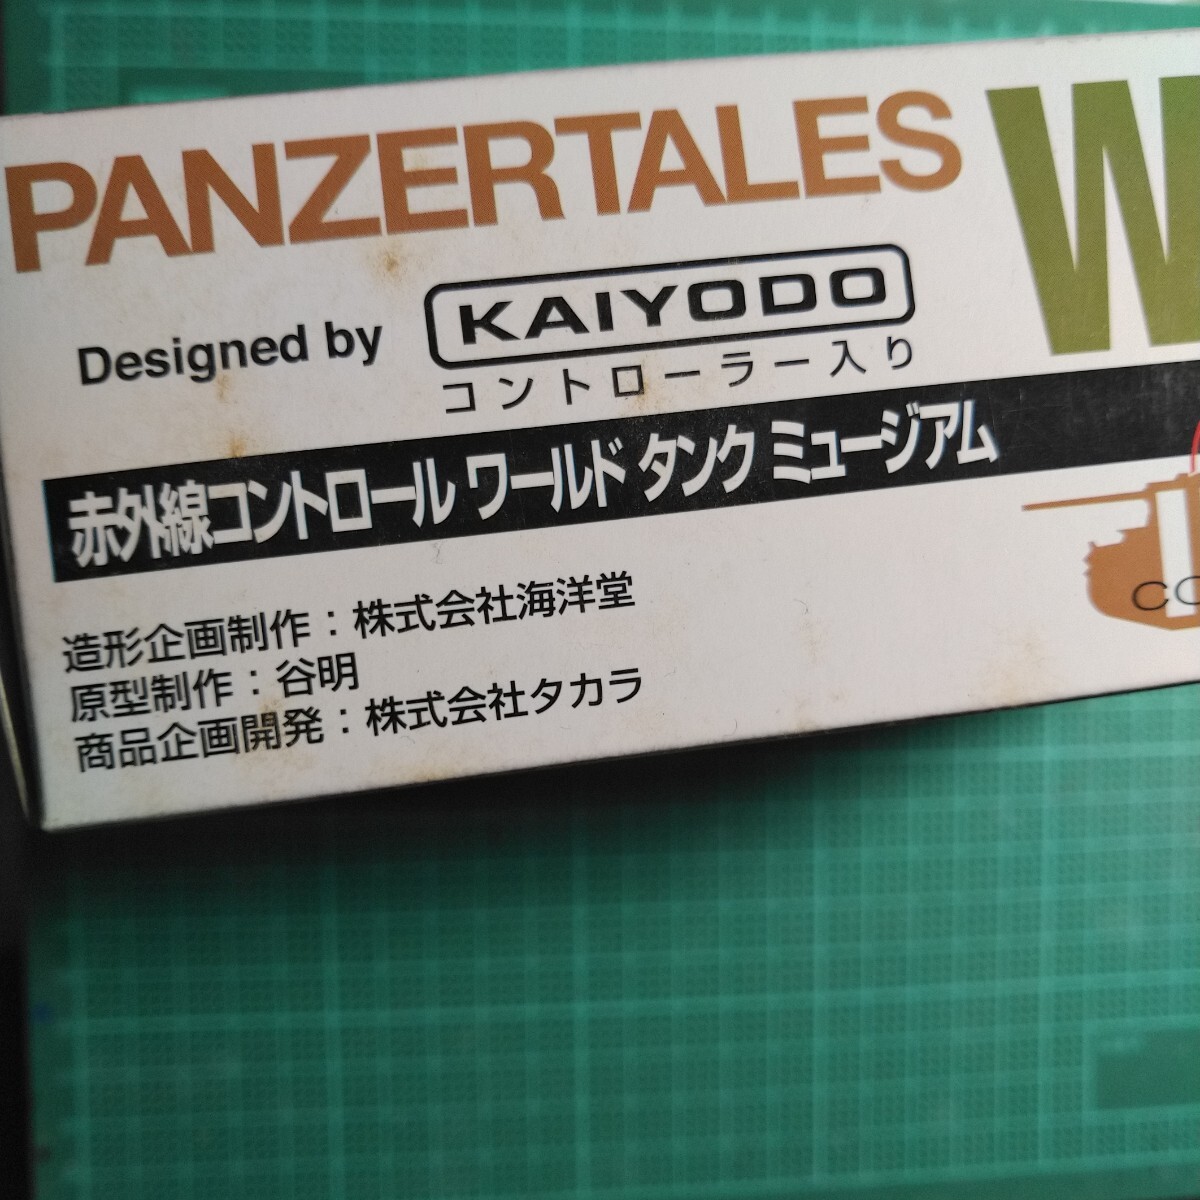 PANZERTALES W
Designed by KAIYODO
コントローラー入り
赤外線コントロール ワールド タンク ミュージアム
造形企画制作：株式会社海洋堂
原型制作：谷明
商品企画開発：株式会社タカラ